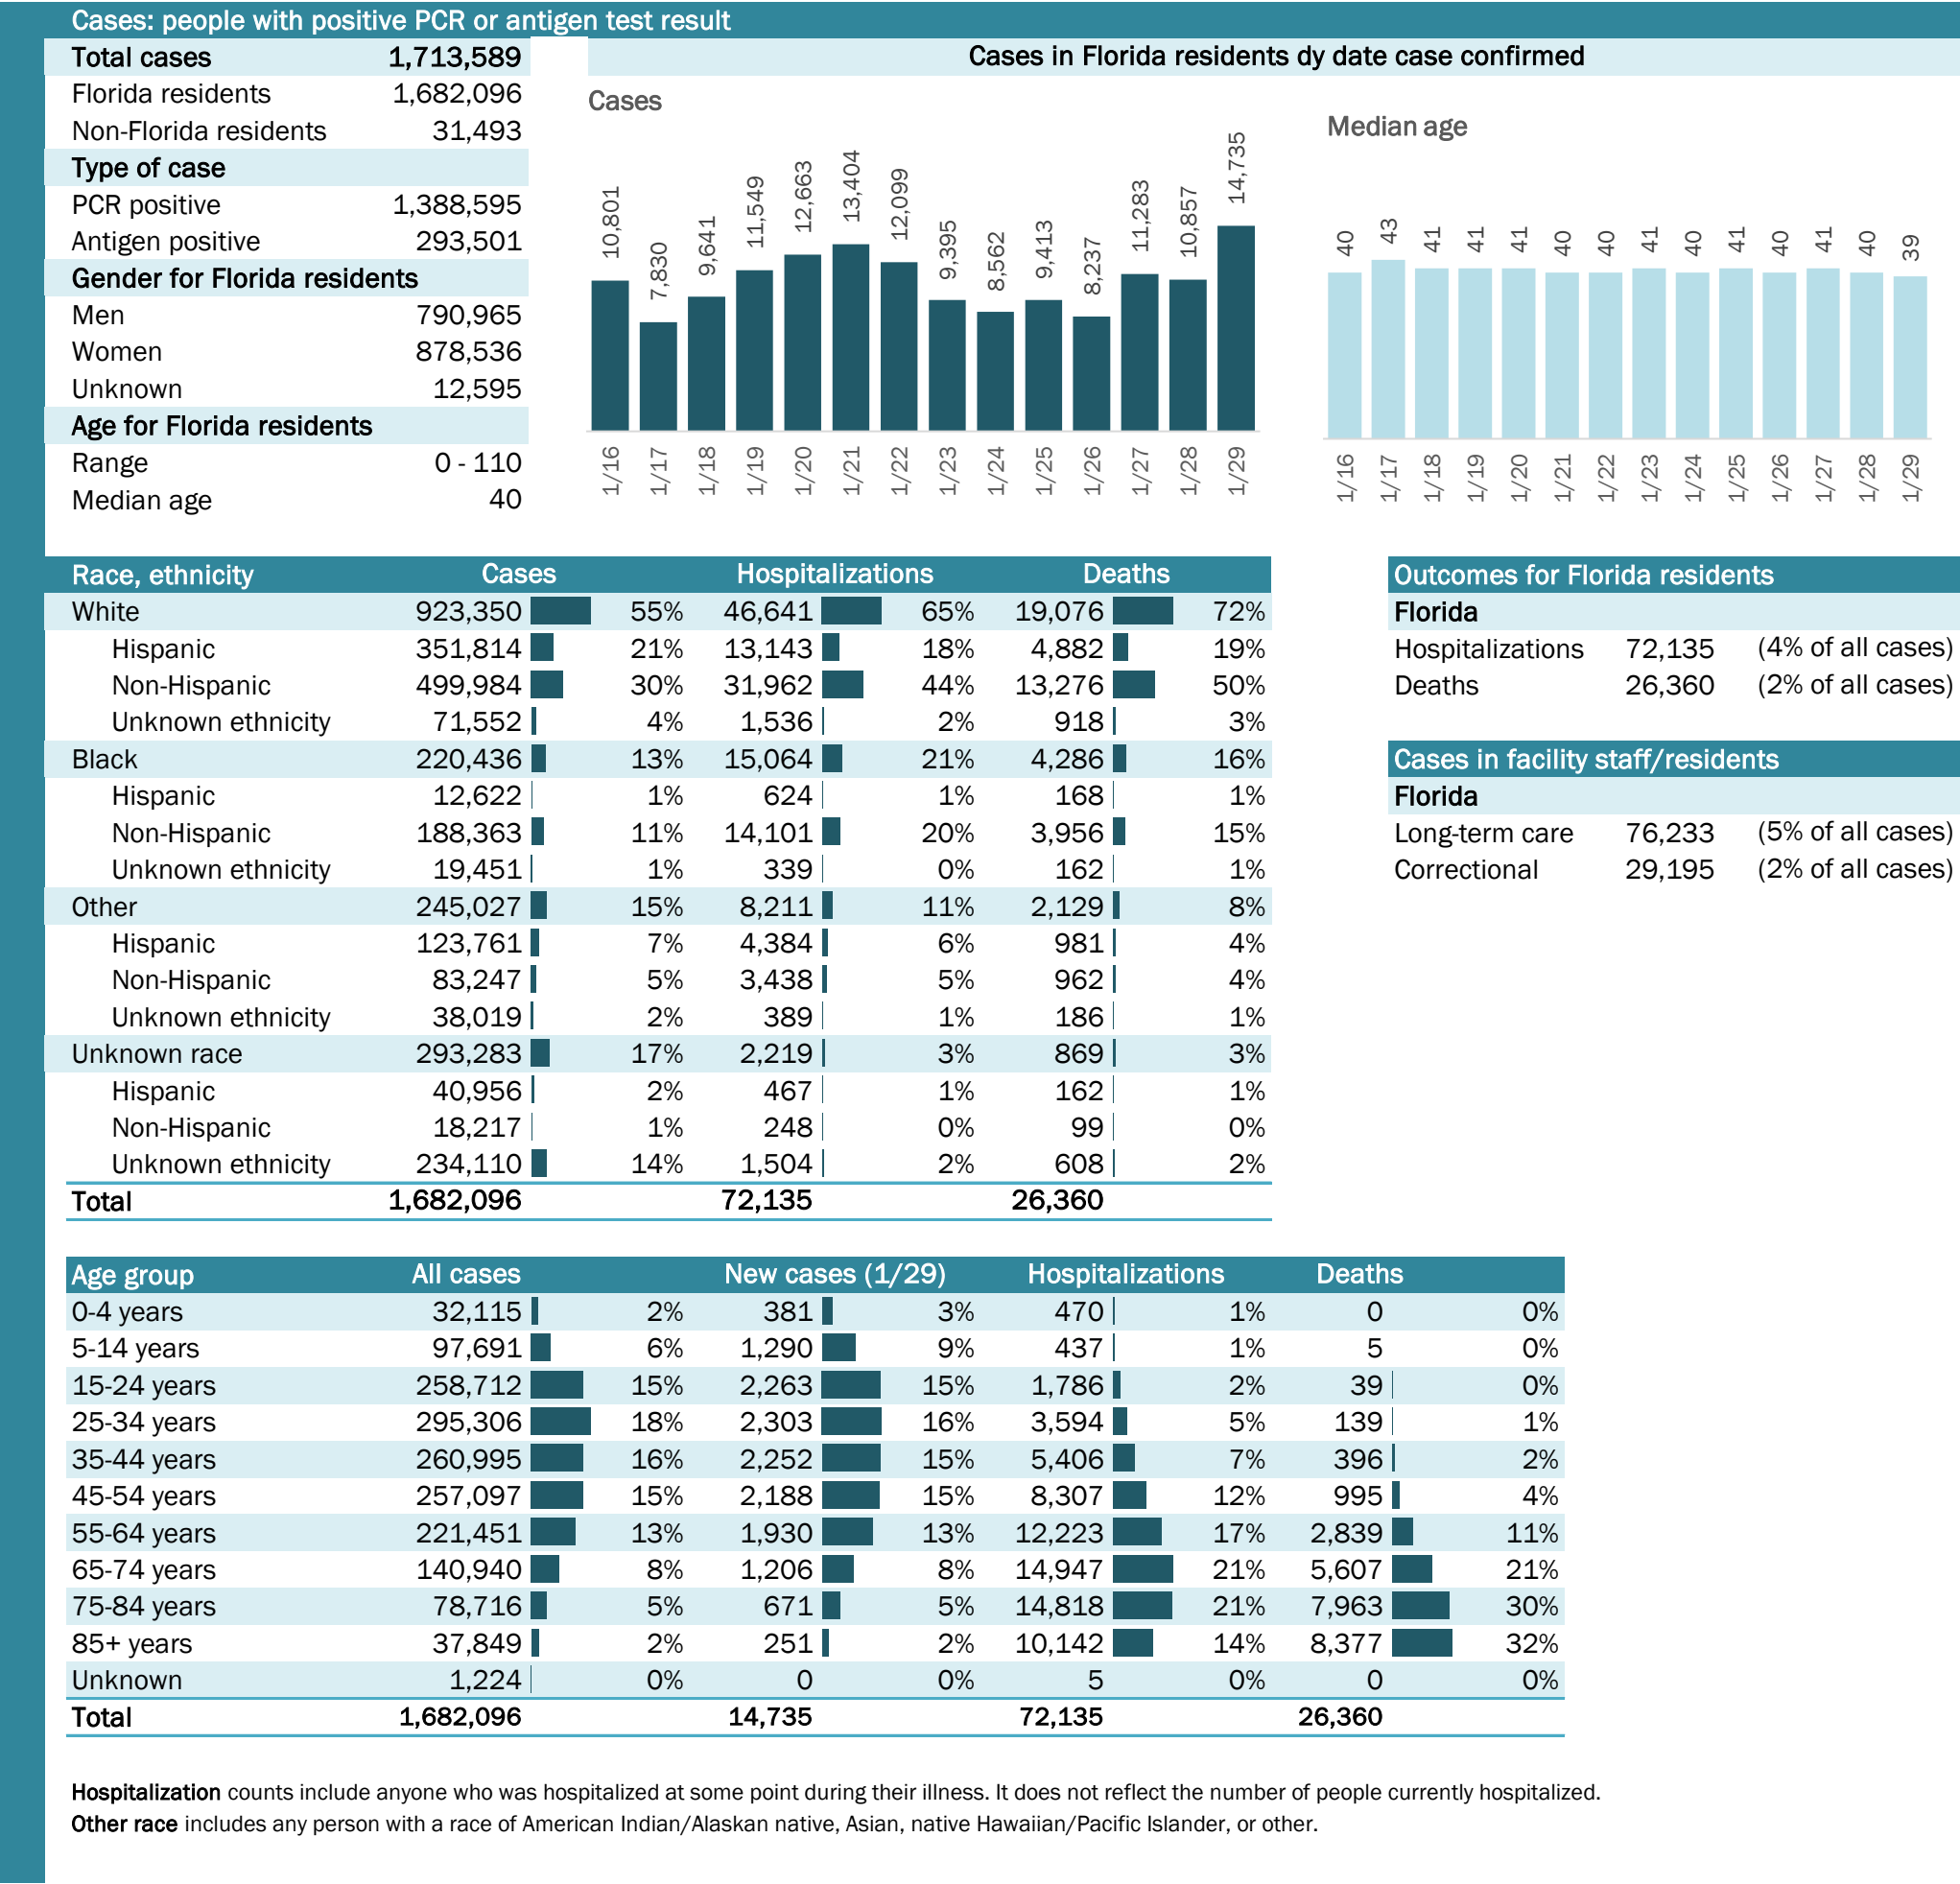 Cases: people with positive PCR or antigen test result
Total cases 1,713,589
Florida residents 1,682,096
Non-Florida residents 31,493
Type of case
PCR positive 1,388,595
Antigen positive 293,501
Gender for Florida residents
Men 790,965
Women 878,536
Unknown 12,595
Age for Florida residents
Range 0 - 110
Median age 40
Cases in Florida residents dy date case confirmed
Cases
10,801 7,830 9,641 11,549 12,663 13,404 12,099 9,395 8,562 9,413 8,237 11,283 10,857 14,735
1/16 1/17 1/18 1/19 1/20 1/21 1/22 1/23 1/24 1/25 1/26 1/27 1/28 1/29
Median age
40 43 41 41 41 40 40 41 40 41 40 41 40 39
1/16 1/17 1/18 1/19 1/20 1/21 1/22 1/23 1/24 1/25 1/26 1/27 1/28 1/29
Race, ethnicity Cases Hospitalizations Deaths
White 923,350 55% 46,641 65% 19,076 72%
Hispanic 351,814 21% 13,143 18% 4,882 19%
Non-Hispanic 499,984 30% 31,962 44% 13,276 50%
Unknown ethnicity 71,552 4% 1,536 2% 918 3%
Black 220,436 13% 15,064 21% 4,286 16%
Hispanic 12,622 1% 624 1% 168 1%
Non-Hispanic 188,363 11% 14,101 20% 3,956 15%
Unknown ethnicity 19,451 1% 339 0% 162 1%
Other 245,027 15% 8,211 11% 2,129 8%
Hispanic 123,761 7% 4,384 6% 981 4%
Non-Hispanic 83,247 5% 3,438 5% 962 4%
Unknown ethnicity 38,019 2% 389 1% 186 1%
Unknown race 293,283 17% 2,219 3% 869 3%
Hispanic 40,956 2% 467 1% 162 1%
Non-Hispanic 18,217 1% 248 0% 99 0%
Unknown ethnicity 234,110 14% 1,504 2% 608 2%
Total 1,682,096 72,135 26,360
Outcomes for Florida residents
Florida
Hospitalizations 72,135 (4% of all cases)
Deaths 26,360 (2% of all cases)
Cases in facility staff/residents
Florida
Long-term care 76,233 (5% of all cases)
Correctional 29,195 (2% of all cases)
Age group All cases New cases (1/29) Hospitalizations Deaths
0-4 years 32,115 2% 381 3% 470 1% 0 0%
5-14 years 97,691 6% 1,290 9% 437 1% 5 0%
15-24 years 258,712 15% 2,263 15% 1,786 2% 39 0%
25-34 years 295,306 18% 2,303 16% 3,594 5% 139 1%
35-44 years 260,995 16% 2,252 15% 5,406 7% 396 2%
45-54 years 257,097 15% 2,188 15% 8,307 12% 995 4%
55-64 years 221,451 13% 1,930 13% 12,223 17% 2,839 11%
65-74 years 140,940 8% 1,206 8% 14,947 21% 5,607 21%
75-84 years 78,716 5% 671 5% 14,818 21% 7,963 30%
85+ years 37,849 2% 251 2% 10,142 14% 8,377 32%
Unknown 1,224 0% 0 0% 5 0% 0 0%
Total 1,682,096 14,735 72,135 26,360
Hospitalization counts include anyone who was hospitalized at some point during their illness. It does not reflect the number of people currently hospitalized.
Other race includes any person with a race of American Indian/Alaskan native, Asian, native Hawaiian/Pacific Islander, or other.